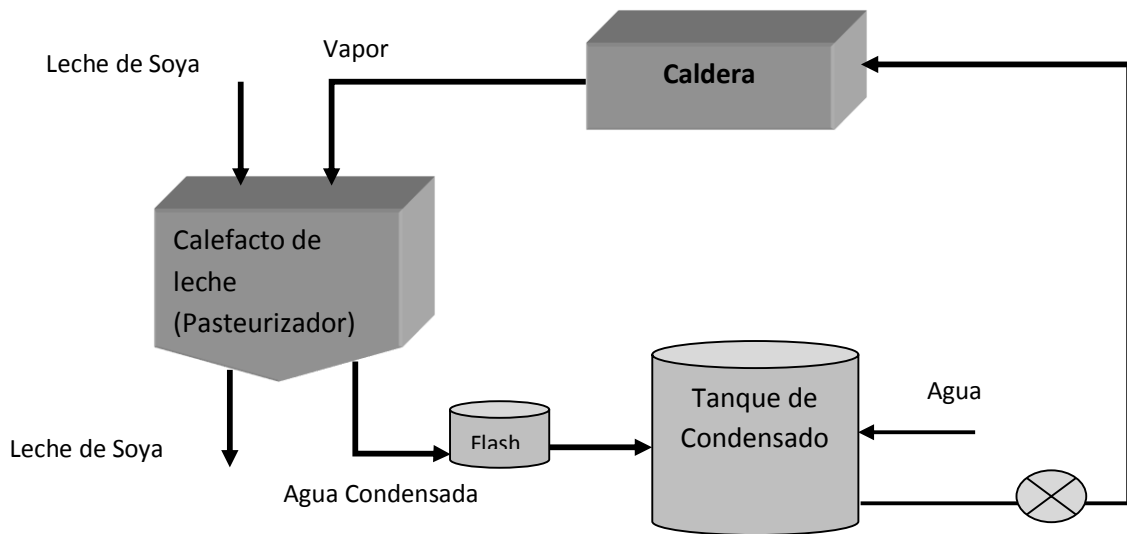 Vapor
Leche de Soya
Caldera
Calefacto de
leche
(Pasteurizador)
Tanque de
Condensado
Agua
Flash
Leche de Soya
Agua Condensada